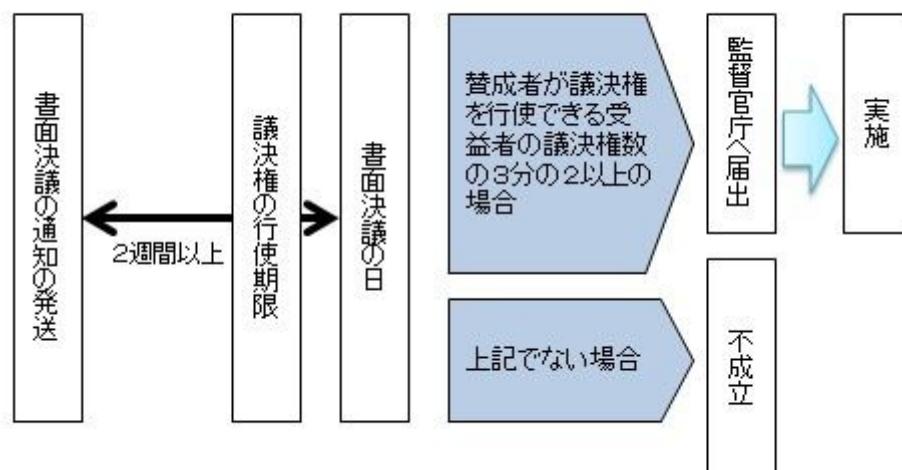 書面決議の通知の発送
2週間以上
議決権の行使期限
書面決議の日
賛成者が議決権
を行使できる受
益者の議決権数
の3分の2以上の
場合
監督官庁へ届出
実施
上記でない場合
不成立